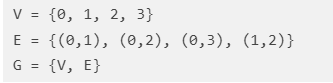 V = {0, 1, 2, 3}
E = {(0,1), (0,2), (0,3), (1,2)}
G = {V, E}